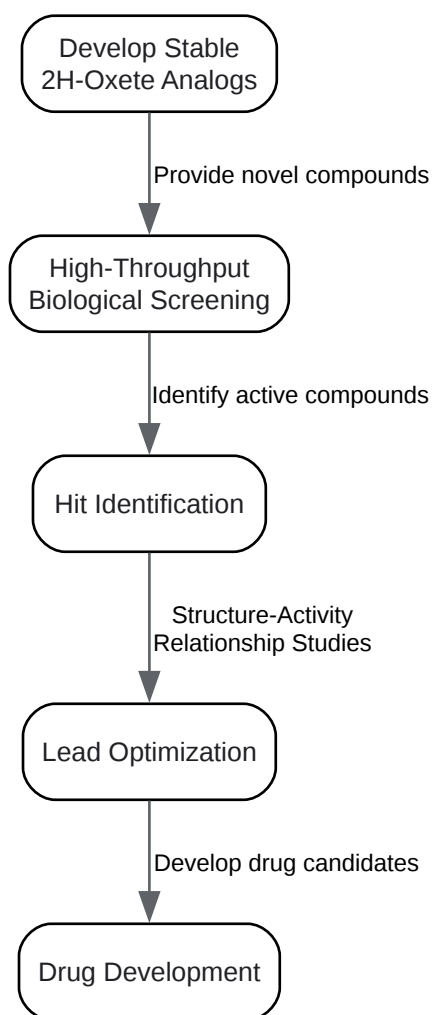 Develop Stable
2H-Oxete Analogs
Provide novel compounds
High-Throughput
Biological Screening
Identify active compounds
Hit Identification
Structure-Activity
Relationship Studies
Lead Optimization
Develop drug candidates
Drug Development